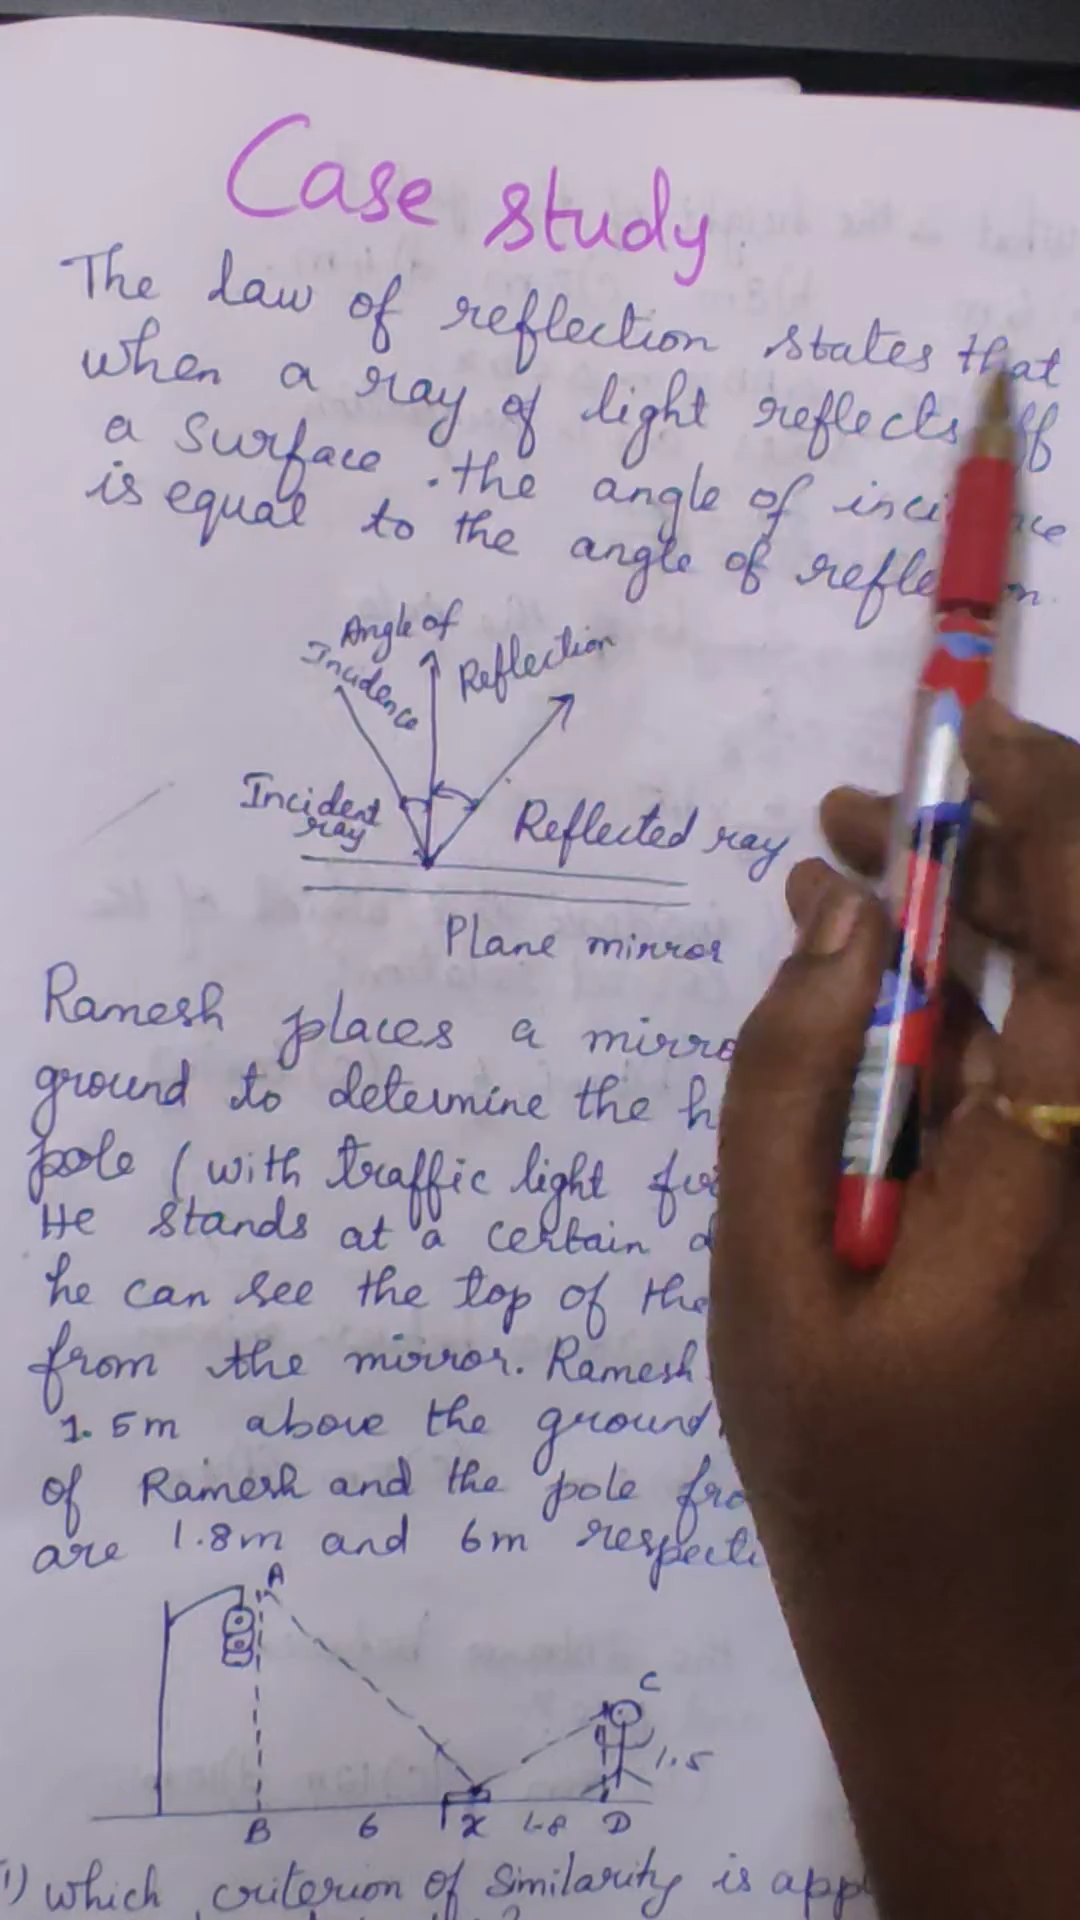 Case study
The law of reflection states that
when a ray of light reflects
a surface . the angle of
is equal to the angle of
Angle of
Incidence
Reflection
Incident
ray
Reflected ray
Plane mirror
Ramesh places a
ground to determine the
pole (with traffic light
He stands at a certain
he can see the top of the
from the mirror. Ramesh
1.5m above the ground
of Ramesh and the pole
are 1.8m and 6m
A
C
1.5
B 6 X 1.8 D
1) which criterion of Similarity is